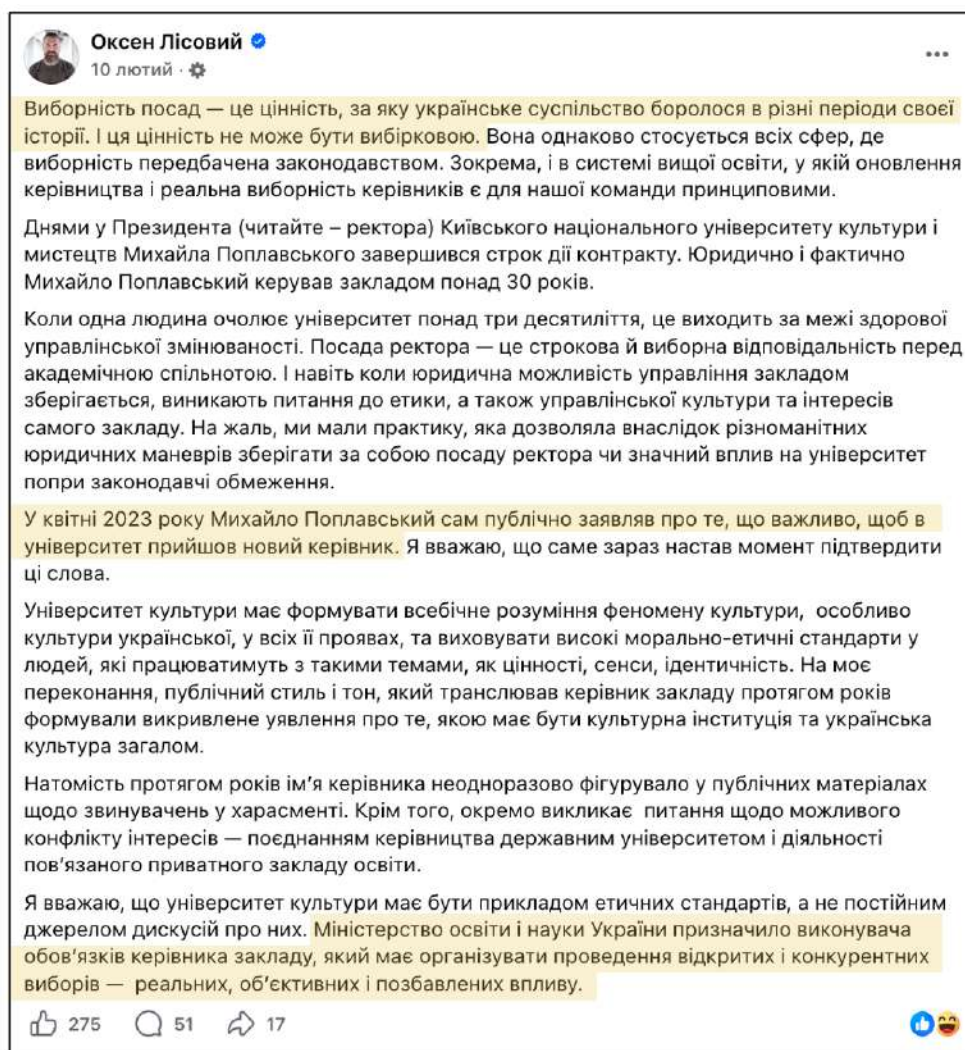 Оксен Лісовий
10 лютий ·
Виборність посад — це цінність, за яку українське суспільство боролося в різні періоди своєї
історії. І ця цінність не може бути вибірковою. Вона однаково стосується всіх сфер, де
виборність передбачена законодавством. Зокрема, і в системі вищої освіти, у якій оновлення
керівництва і реальна виборність керівників є для нашої команди принциповими.
Днями у Президента (читайте – ректора) Київського національного університету культури і
мистецтв Михайла Поплавського завершився строк дії контракту. Юридично і фактично
Михайло Поплавський керував закладом понад 30 років.
Коли одна людина очолює університет понад три десятиліття, це виходить за межі здорової
управлінської змінюваності. Посада ректора — це строкова й виборна відповідальність перед
академічною спільнотою. І навіть коли юридична можливість управління закладом
зберігається, виникають питання до етики, а також управлінської культури та інтересів
самого закладу. На жаль, ми мали практику, яка дозволяла внаслідок різноманітних
юридичних маневрів зберігати за собою посаду ректора чи значний вплив на університет
попри законодавчі обмеження.
У квітні 2023 року Михайло Поплавський сам публічно заявляв про те, що важливо, щоб в
університет прийшов новий керівник. Я вважаю, що саме зараз настав момент підтвердити
ці слова.
Університет культури має формувати всебічне розуміння феномену культури, особливо
культури української, у всіх її проявах, та виховувати високі морально-етичні стандарти у
людей, які працюватимуть з такими темами, як цінності, сенси, ідентичність. На моє
переконання, публічний стиль і тон, який транслював керівник закладу протягом років
формували викривлене уявлення про те, якою має бути культурна інституція та українська
культура загалом.
Натомість протягом років ім’я керівника неодноразово фігурувало у публічних матеріалах
щодо звинувачень у харасменті. Крім того, окремо викликає питання щодо можливого
конфлікту інтересів — поєднанням керівництва державним університетом і діяльності
пов’язаного приватного закладу освіти.
Я вважаю, що університет культури має бути прикладом етичних стандартів, а не постійним
джерелом дискусій про них. Міністерство освіти і науки України призначило виконувача
обов’язків керівника закладу, який має організувати проведення відкритих і конкурентних
виборів — реальних, об’єктивних і позбавлених впливу.
275 51 17